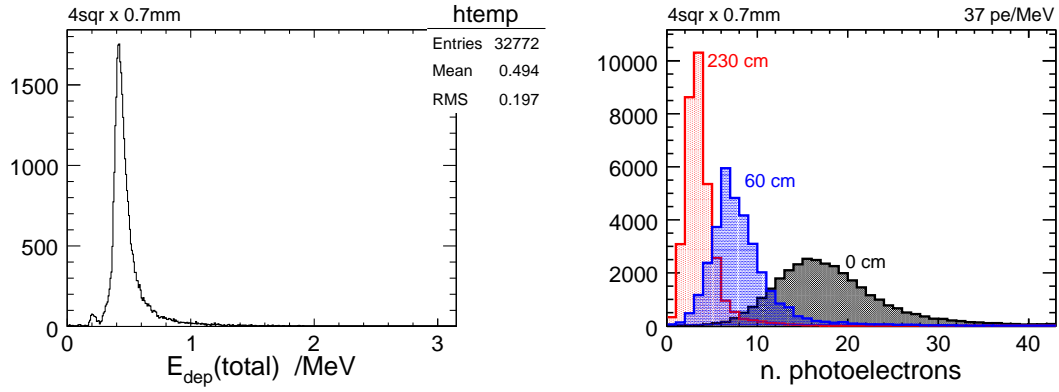 4sqr x 0.7mm
htemp
Entries 32772
Mean 0.494
RMS 0.197
1500
1000
500
0
0 1 2 3
E_dep(total) /MeV
4sqr x 0.7mm 37 pe/MeV
10000
8000
6000
4000
2000
0
230 cm
60 cm
0 cm
0 10 20 30 40
n. photoelectrons